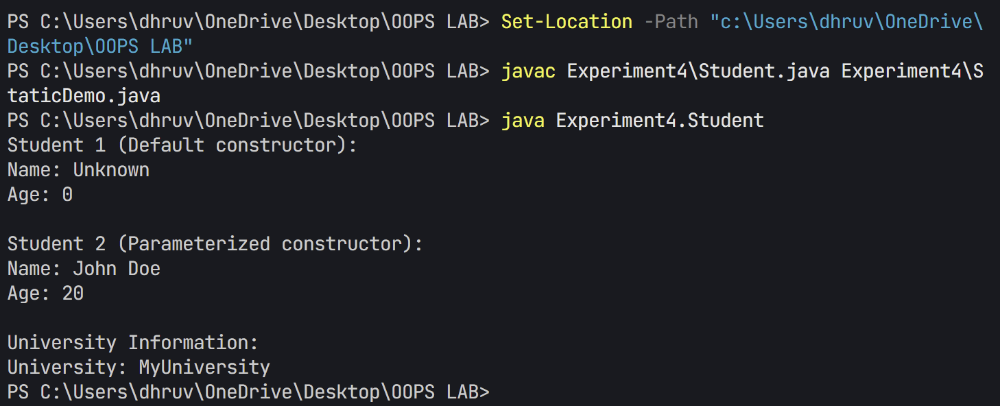 PS C:\Users\dhruv\OneDrive\Desktop\OOPS LAB> Set-Location -Path "c:\Users\dhruv\OneDrive\
Desktop\OOPS LAB"
PS C:\Users\dhruv\OneDrive\Desktop\OOPS LAB> javac Experiment4\Student.java Experiment4\S
taticDemo.java
PS C:\Users\dhruv\OneDrive\Desktop\OOPS LAB> java Experiment4.Student
Student 1 (Default constructor):
Name: Unknown
Age: 0

Student 2 (Parameterized constructor):
Name: John Doe
Age: 20

University Information:
University: MyUniversity
PS C:\Users\dhruv\OneDrive\Desktop\OOPS LAB>